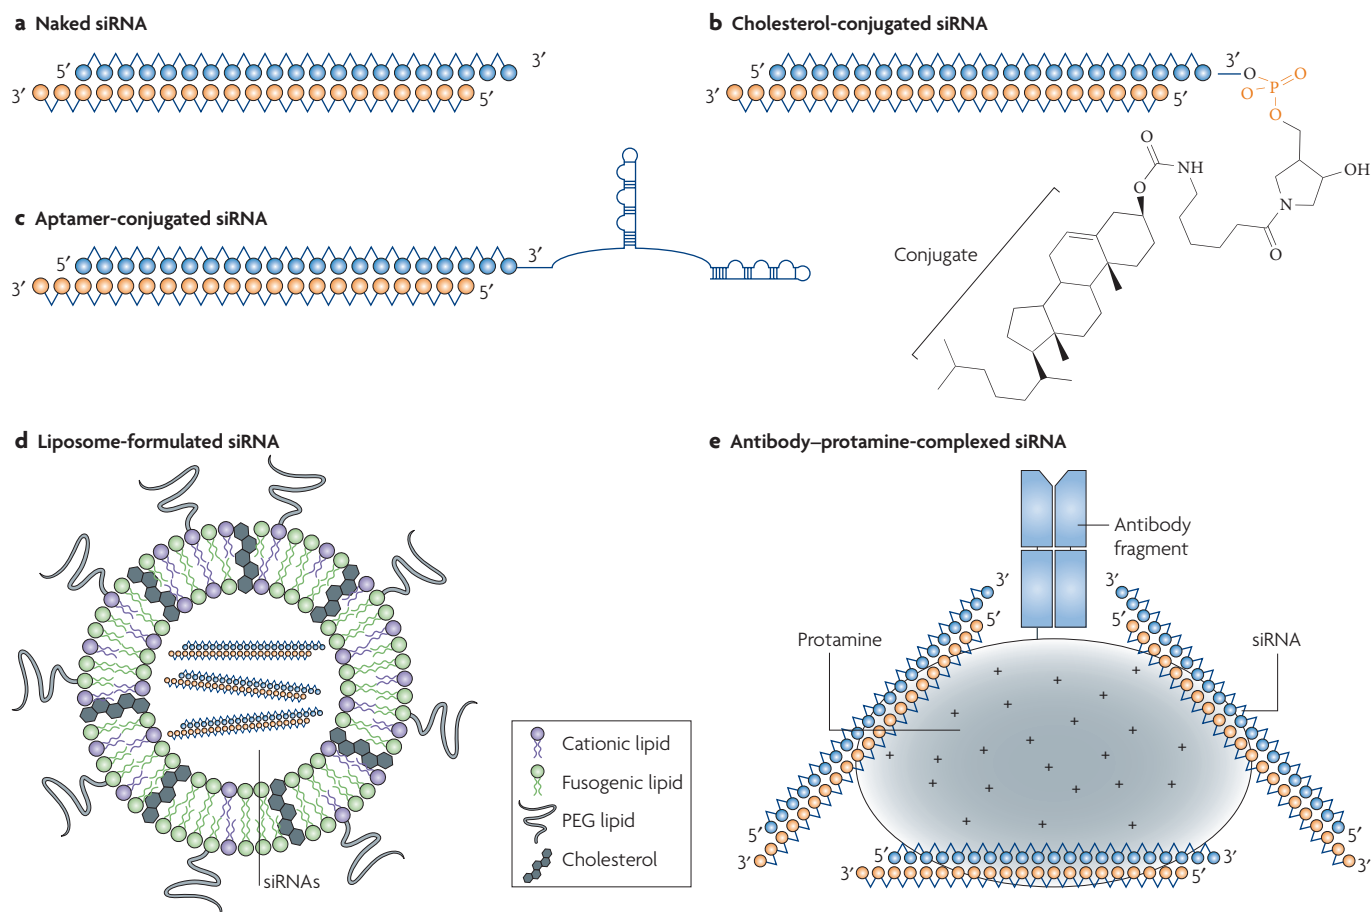 a Naked siRNA
5′
3′
3′
5′
b Cholesterol-conjugated siRNA
5′
3′
3′
5′
O
P
O
O
O
O
O
NH
OH
N
O
Conjugate
c Aptamer-conjugated siRNA
5′
3′
3′
5′
d Liposome-formulated siRNA
siRNAs
Cationic lipid
Fusogenic lipid
PEG lipid
Cholesterol
e Antibody–protamine-complexed siRNA
Antibody
fragment
3′
5′
3′
5′
Protamine
siRNA
+ + + + + + + + + + + + + + + + + + + + +
5′
3′
5′
3′
5′
3′
3′
5′